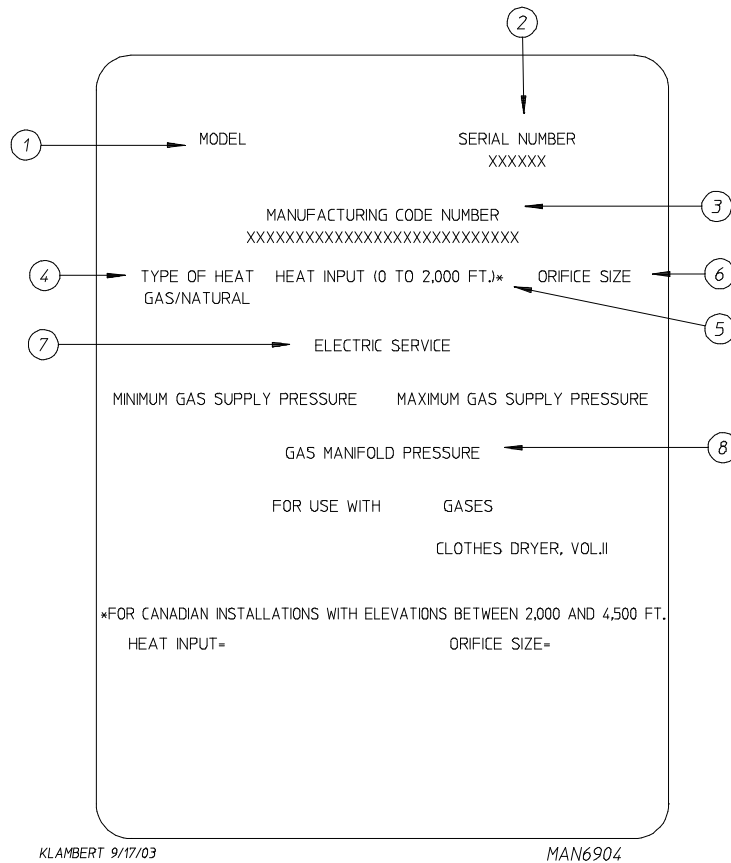 2
1 MODEL SERIAL NUMBER
XXXXXX
3
MANUFACTURING CODE NUMBER
XXXXXXXXXXXXXXXXXXXXXXXXXXXX
4 TYPE OF HEAT HEAT INPUT (0 TO 2,000 FT.)* ORIFICE SIZE 6
GAS/NATURAL
5
7 ELECTRIC SERVICE
MINIMUM GAS SUPPLY PRESSURE MAXIMUM GAS SUPPLY PRESSURE
GAS MANIFOLD PRESSURE 8
FOR USE WITH GASES
CLOTHES DRYER, VOL.II
*FOR CANADIAN INSTALLATIONS WITH ELEVATIONS BETWEEN 2,000 AND 4,500 FT.
HEAT INPUT= ORIFICE SIZE=
KLAMBERT 9/17/03 MAN6904